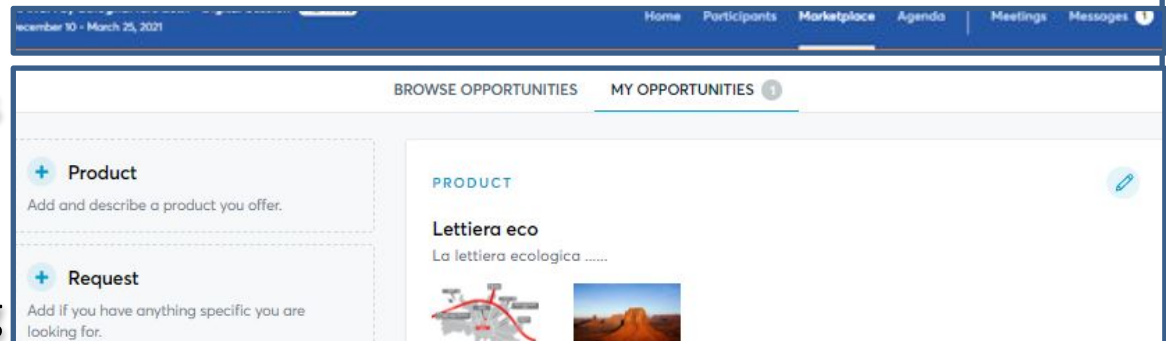 ecember 10 - March 25, 2021
Home Participants Marketplace Agenda Meetings Messages 1
BROWSE OPPORTUNITIES MY OPPORTUNITIES 1
+ Product
Add and describe a product you offer.
+ Request
Add if you have anything specific you are
looking for.
PRODUCT
Lettiera eco
La lettiera ecologica ......